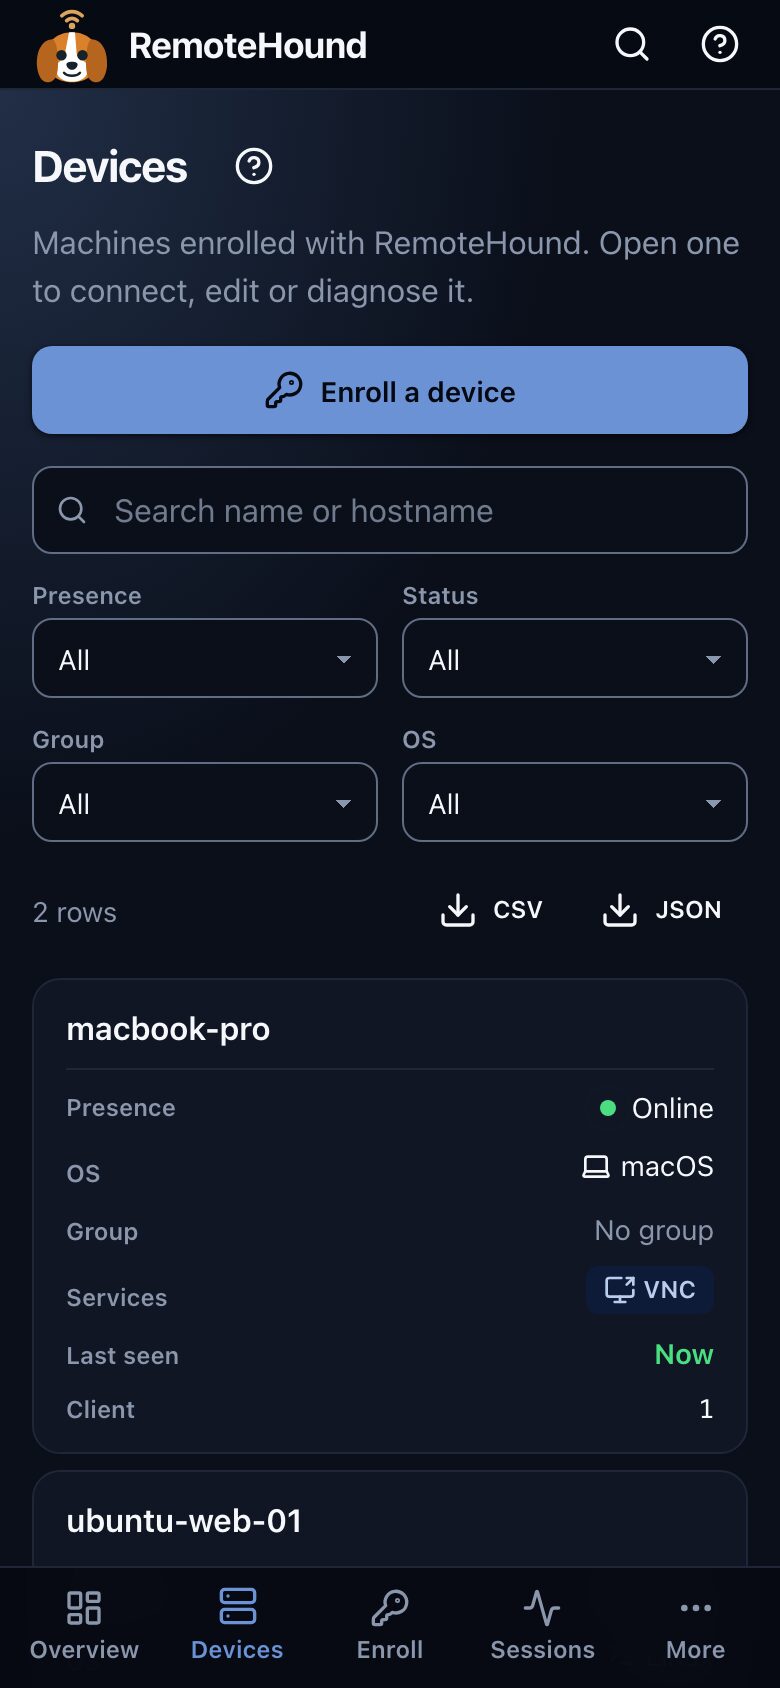 RemoteHound
Devices
Machines enrolled with RemoteHound. Open one
to connect, edit or diagnose it.
Enroll a device
Search name or hostname
Presence
Status
All
All
Group
OS
All
All
2 rows
CSV
JSON
macbook-pro
Presence
Online
OS
macOS
Group
No group
Services
VNC
Last seen
Now
Client
1
ubuntu-web-01
Overview
Devices
Enroll
Sessions
More